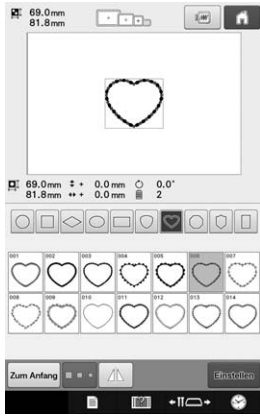 69.0mm
81.8mm
69.0mm + 0.0mm 0.0°
81.8mm + 0.0mm 2
001 002 003 004 005 006 007
008 009 010 011 012 013 014
Zum Anfang Einstellen